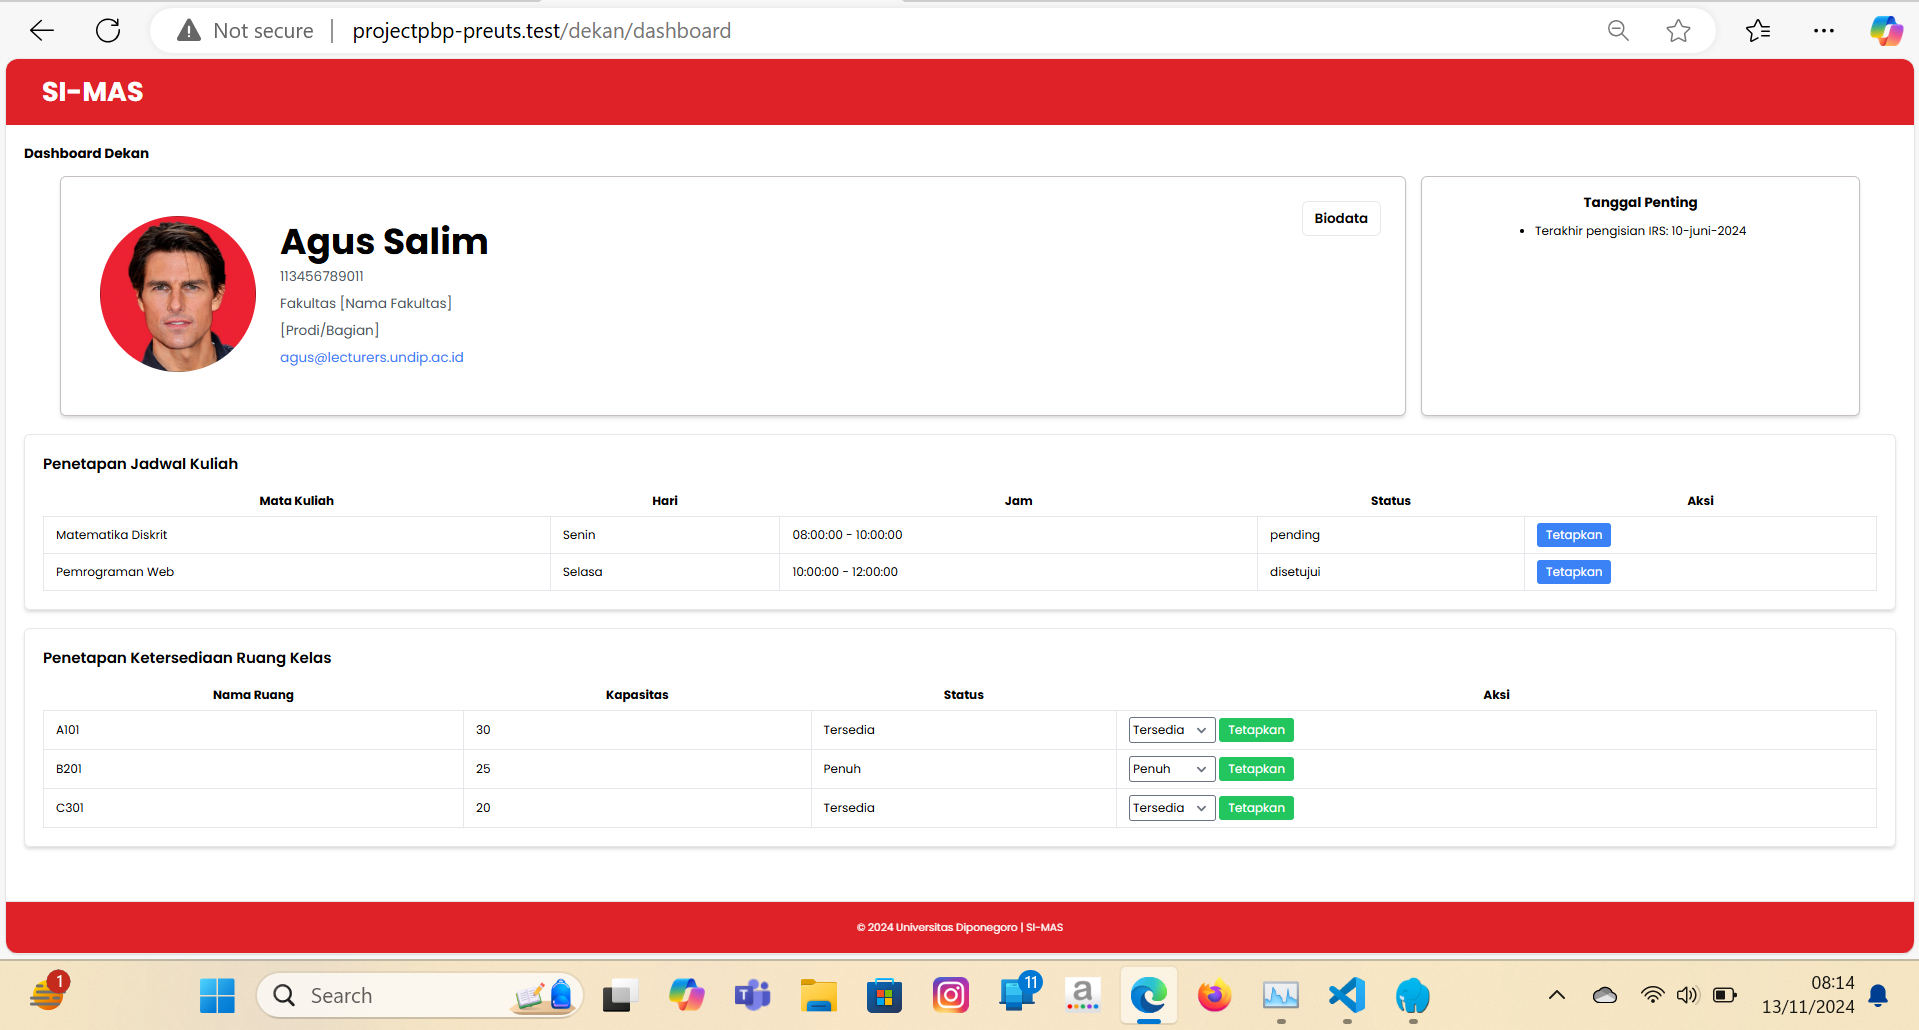 Not secure | projectpbp-preuts.test/dekan/dashboard
SI-MAS
Dashboard Dekan
Agus Salim
113456789011
Fakultas [Nama Fakultas]
[Prodi/Bagian]
agus@lecturers.undip.ac.id
Biodata
Tanggal Penting
• Terakhir pengisian IRS: 10-juni-2024
Penetapan Jadwal Kuliah
Mata Kuliah Hari Jam Status Aksi
Matematika Diskrit Senin 08:00:00 - 10:00:00 pending Tetapkan
Pemrograman Web Selasa 10:00:00 - 12:00:00 disetujui Tetapkan
Penetapan Ketersediaan Ruang Kelas
Nama Ruang Kapasitas Status Aksi
A101 30 Tersedia Tersedia Tetapkan
B201 25 Penuh Penuh Tetapkan
C301 20 Tersedia Tersedia Tetapkan
© 2024 Universitas Diponegoro | SI-MAS
1
Search
11
a
08:14
13/11/2024